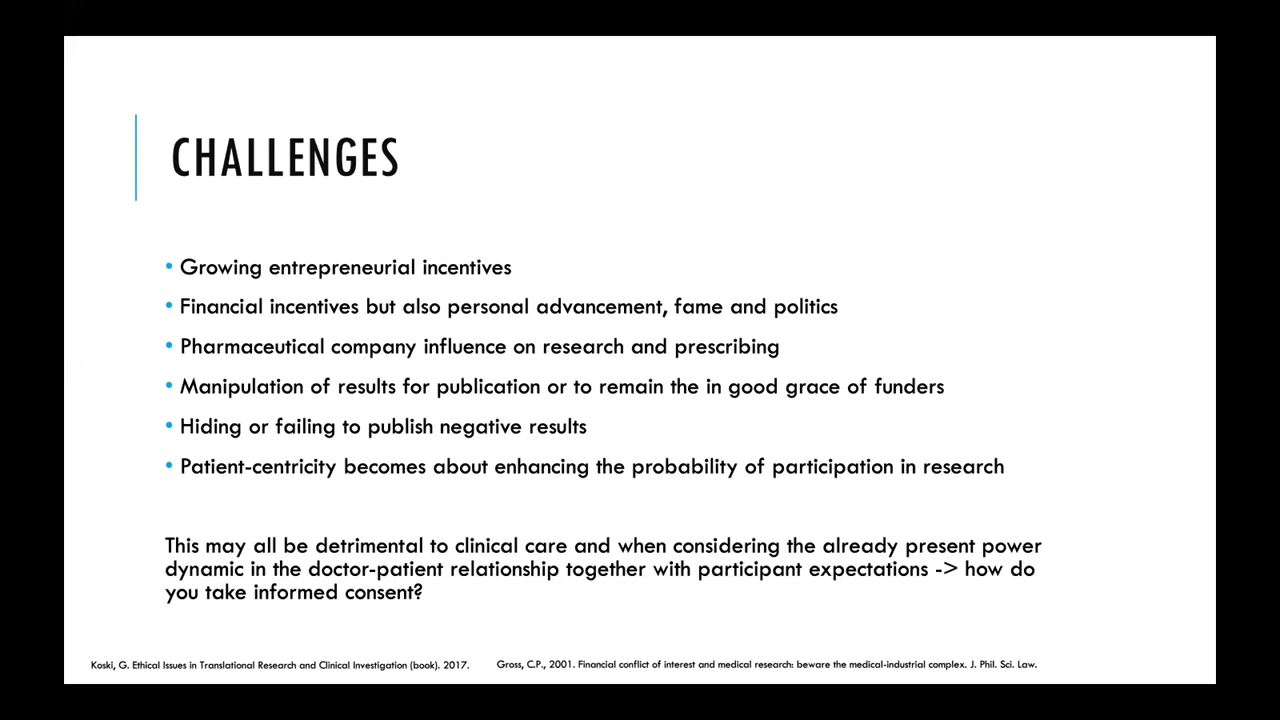 CHALLENGES
• Growing entrepreneurial incentives
• Financial incentives but also personal advancement, fame and politics
• Pharmaceutical company influence on research and prescribing
• Manipulation of results for publication or to remain the in good grace of funders
• Hiding or failing to publish negative results
• Patient-centricity becomes about enhancing the probability of participation in research
This may all be detrimental to clinical care and when considering the already present power
dynamic in the doctor-patient relationship together with participant expectations -> how do
you take informed consent?
Koski, G. Ethical Issues in Translational Research and Clinical Investigation (book). 2017.
Gross, C.P., 2001. Financial conflict of interest and medical research: beware the medical-industrial complex. J. Phil. Sci. Law.